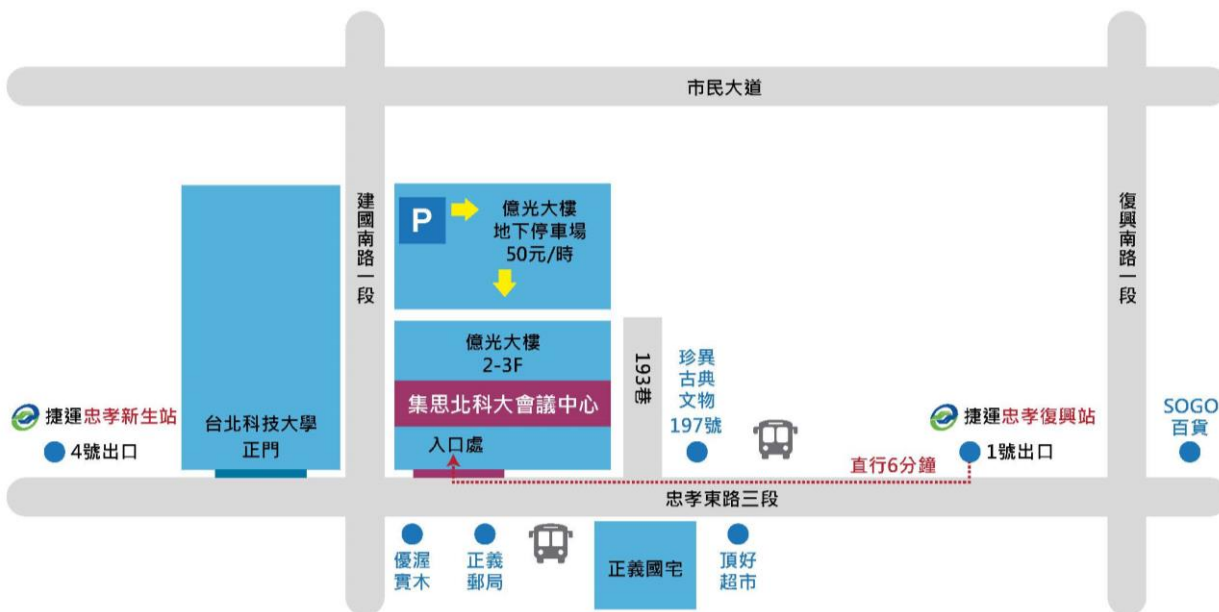 市民大道
建國南路一段
復興南路一段
P
億光大樓
地下停車場
50元/時
億光大樓
2-3F
集思北科大會議中心
入口處
193巷
珍異
古典
文物
197號
台北科技大學
正門
捷運忠孝新生站
4號出口
捷運忠孝復興站
1號出口
SOGO
百貨
直行6分鐘
忠孝東路三段
優渥
實木
正義
郵局
正義國宅
頂好
超市